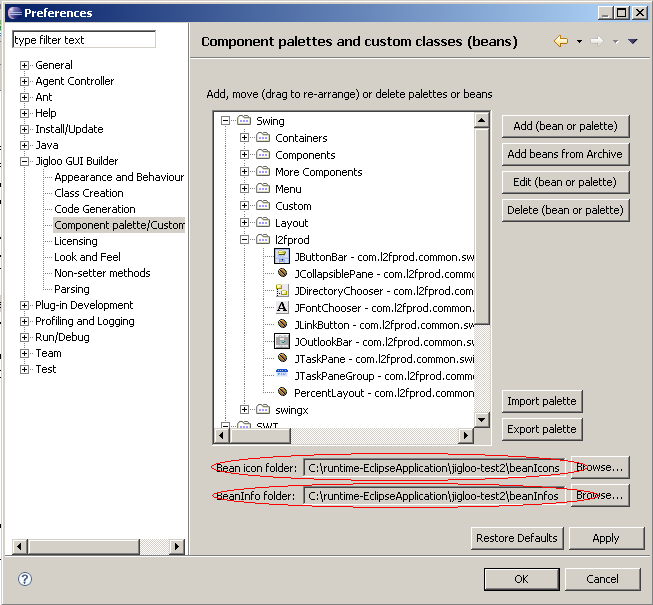 Preferences
type filter text
General
Agent Controller
Ant
Help
Install/Update
Java
Jigloo GUI Builder
Appearance and Behaviour
Class Creation
Code Generation
Component palette/Custom
Licensing
Look and Feel
Non-setter methods
Parsing
Plug-in Development
Profiling and Logging
Run/Debug
Team
Test
Component palettes and custom classes (beans)
Add, move (drag to re-arrange) or delete palettes or beans
Swing
Containers
Components
More Components
Menu
Custom
Layout
l2fprod
JButtonBar - com.l2fprod.common.sw
JCollapsiblePane - com.l2fprod.comm
JDirectoryChooser - com.l2fprod.com
A JFontChooser - com.l2fprod.common
JLinkButton - com.l2fprod.common.sw
JOutlookBar - com.l2fprod.common.s
JTaskPane - com.l2fprod.common.swi
JTaskPaneGroup - com.l2fprod.comm
PercentLayout - com.l2fprod.common
swingx
SWT
Add (bean or palette)
Add beans from Archive
Edit (bean or palette)
Delete (bean or palette)
Import palette
Export palette
Bean icon folder: C:\runtime-EclipseApplication\jigloo-test2\beanIcons Browse...
BeanInfo folder: C:\runtime-EclipseApplication\jigloo-test2\beanInfos Browse...
Restore Defaults Apply
? OK Cancel